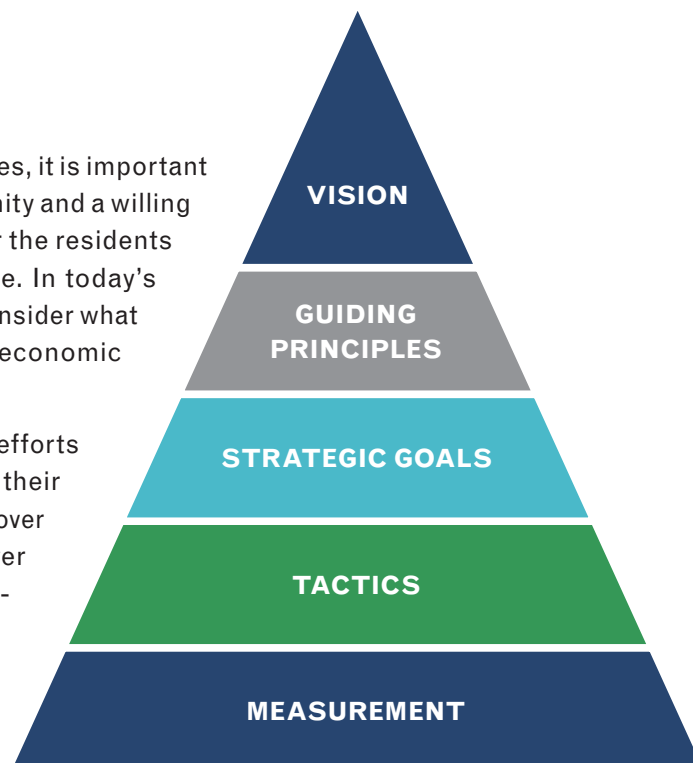 es, it is important
nity and a willing
r the residents
e. In today's
nsider what
economic
efforts
their
over
er
-
VISION
GUIDING
PRINCIPLES
STRATEGIC GOALS
TACTICS
MEASUREMENT